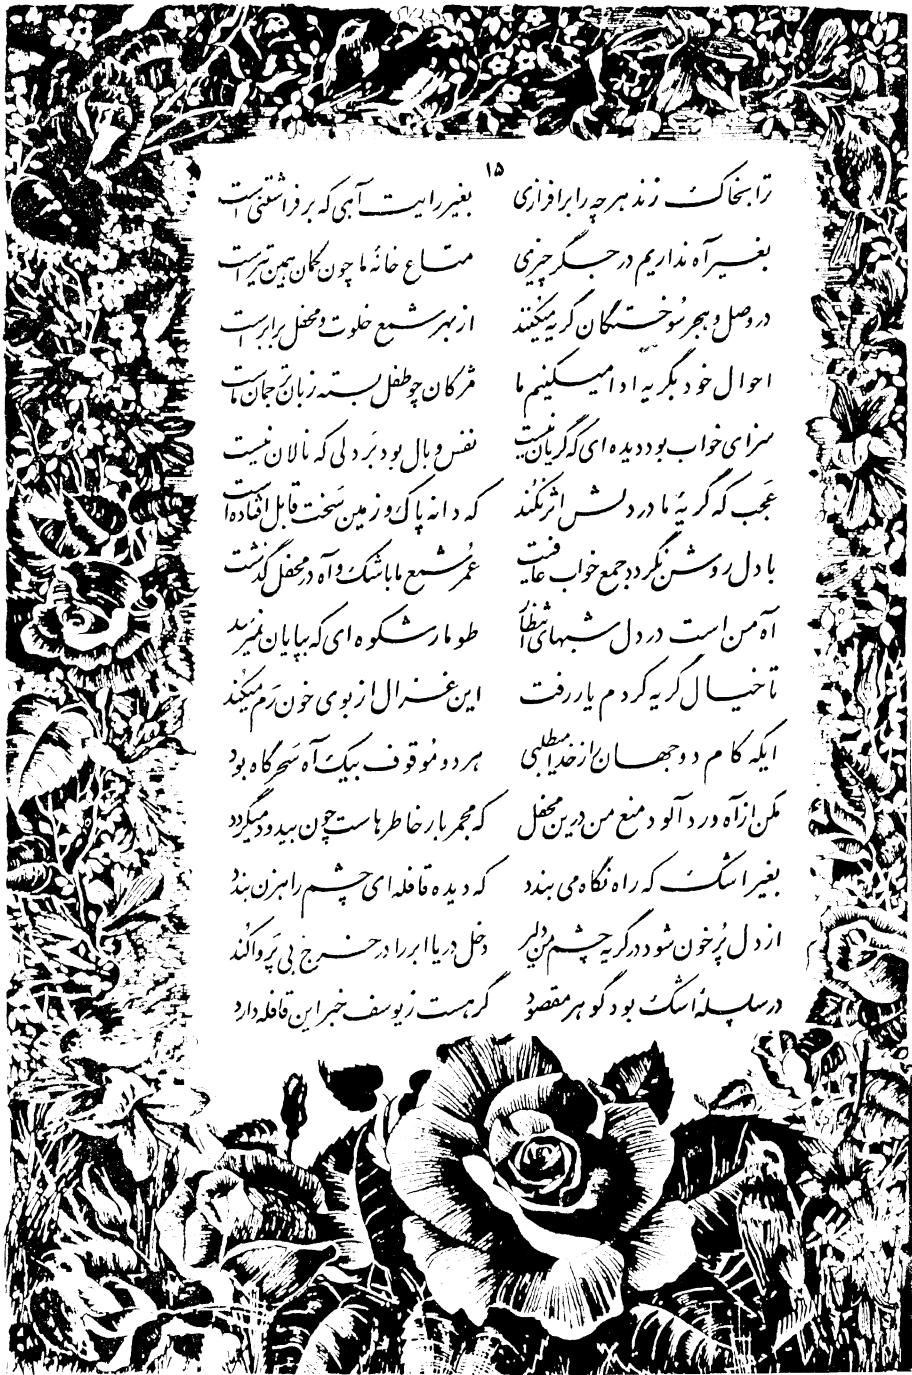 ۱۵
ترا بخاک زند هر چه را برافرازی بغیر رایت آهی که بر فراشتنی است
بغیر آه نداریم در جگر چیزی متاع خانهٔ ما چون کمان همین تیر است
در وصل و هجر سوختگان گریه میکنند از بهر شمع خلوت و محفل برابر است
احوال خود بگریه ادا میکنیم ما مژگان چو طفل بسته زبان ترجمان ماست
سزای خواب بود دیده ای که گریان نیست نفس وبال بود بر دلی که نالان نیست
عجب که گریهٔ ما در دلش اثر نکند که دانه پاک و زمین سخت قابل افتاده است
با دل روشن نگردد جمع خواب عافیت عمر شمع ما باشک و آه در محفل گذشت
آه من است در دل شبهای انتظار طومار شکوه ای که بپایان نمیرسد
تا خیال گریه کردم یار رفت این غزال از بوی خون رم میکند
ایکه کام دو جهان را ز خدا میطلبی هر دو موقوف بیک آه سحرگاه بود
مکن از آه درد آلود منع من درین محفل که مجمر بار خاطرهاست چون بیدود میگردد
بغیر اشک که راه نگاه می بندد که دیده قافله ای چشم راهزن بندد
از دل پر خون شود در گریه چشم من دلیر دخل دریا ابر را در خرج بی پروا کند
در سلسلهٔ اشک بود گوهر مقصود گر هست ز یوسف خبر این قافله دارد